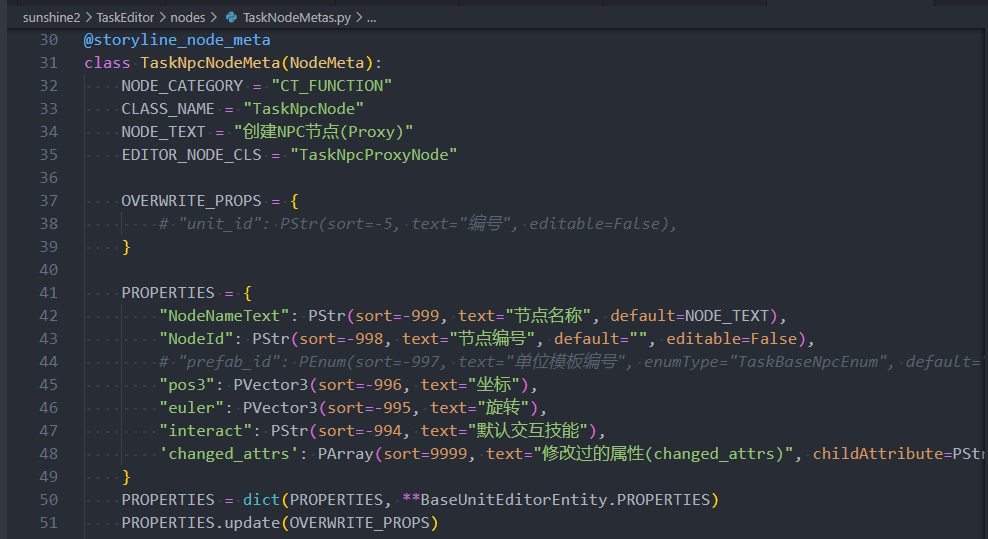 sunshine2 > TaskEditor > nodes > TaskNodeMetas.py > ...
30 @storyline_node_meta
31 class TaskNpcNodeMeta(NodeMeta):
32     NODE_CATEGORY = "CT_FUNCTION"
33     CLASS_NAME = "TaskNpcNode"
34     NODE_TEXT = "创建NPC节点(Proxy)"
35     EDITOR_NODE_CLS = "TaskNpcProxyNode"
36
37     OVERWRITE_PROPS = {
38         # "unit_id": PStr(sort=-5, text="编号", editable=False),
39     }
40
41     PROPERTIES = {
42         "NodeNameText": PStr(sort=-999, text="节点名称", default=NODE_TEXT),
43         "NodeId": PStr(sort=-998, text="节点编号", default="", editable=False),
44         # "prefab_id": PEnum(sort=-997, text="单位模板编号", enumType="TaskBaseNpcEnum", default="
45         "pos3": PVector3(sort=-996, text="坐标"),
46         "euler": PVector3(sort=-995, text="旋转"),
47         "interact": PStr(sort=-994, text="默认交互技能"),
48         'changed_attrs': PArray(sort=9999, text="修改过的属性(changed_attrs)", childAttribute=PStr
49     }
50     PROPERTIES = dict(PROPERTIES, **BaseUnitEditorEntity.PROPERTIES)
51     PROPERTIES.update(OVERWRITE_PROPS)